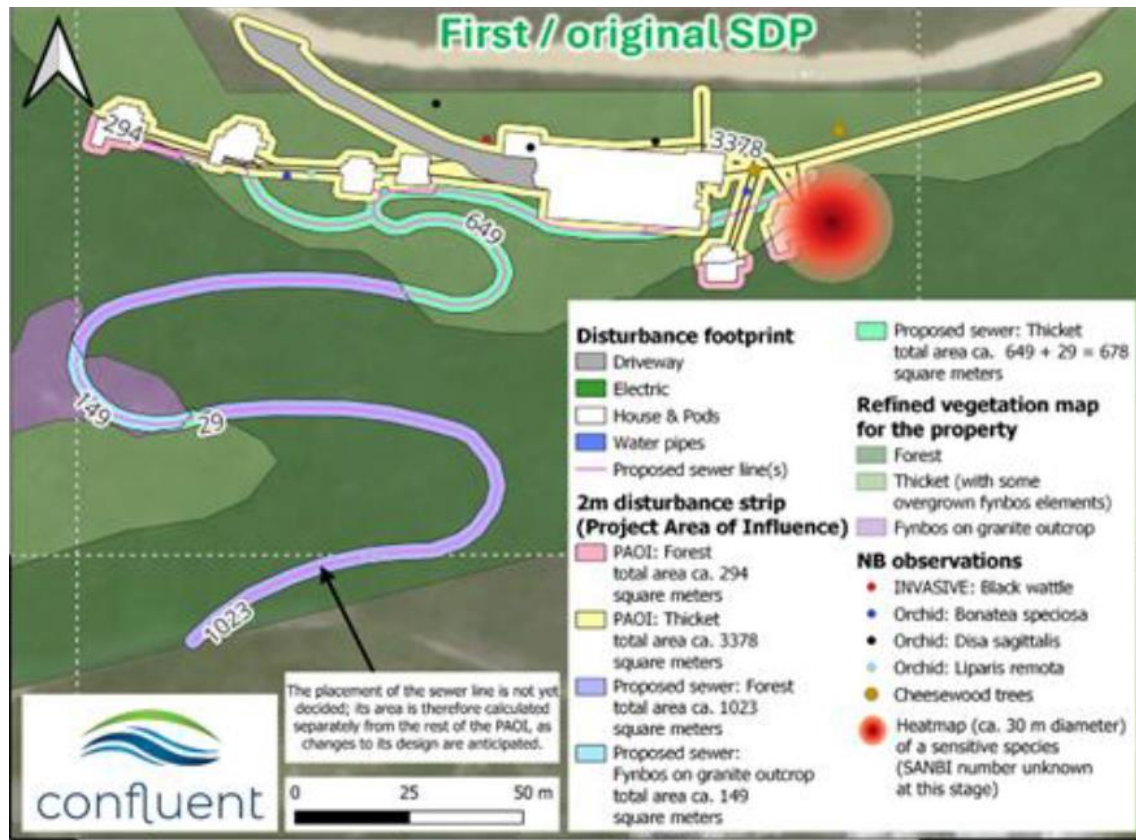 First / original SDP
294
3378
649
149
29
1023
The placement of the sewer line is not yet
decided; its area is therefore calculated
separately from the rest of the PAOI, as
changes to its design are anticipated.
confluent
0 25 50 m
Disturbance footprint
Driveway
Electric
House & Pods
Water pipes
Proposed sewer line(s)
2m disturbance strip
(Project Area of Influence)
PAOI: Forest
total area ca. 294
square meters
PAOI: Thicket
total area ca. 3378
square meters
Proposed sewer: Forest
total area ca. 1023
square meters
Proposed sewer:
Fynbos on granite outcrop
total area ca. 149
square meters
Proposed sewer: Thicket
total area ca. 649 + 29 = 678
square meters
Refined vegetation map
for the property
Forest
Thicket (with some
overgrown fynbos elements)
Fynbos on granite outcrop
NB observations
INVASIVE: Black wattle
Orchid: Bonatea speciosa
Orchid: Disa sagittalis
Orchid: Liparis remota
Cheesewood trees
Heatmap (ca. 30 m diameter)
of a sensitive species
(SANBI number unknown
at this stage)